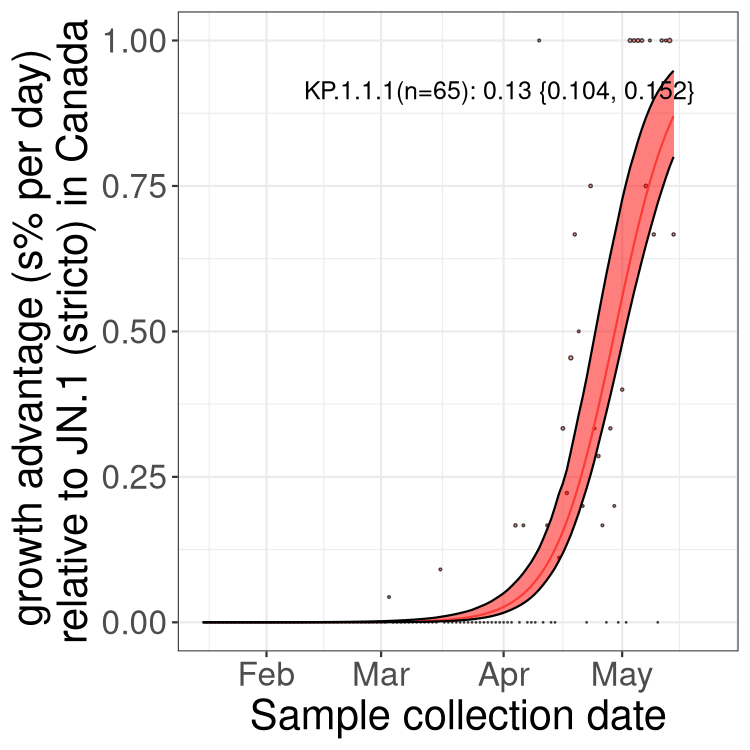 growth advantage (s% per day)
relative to JN.1 (stricto) in Canada
1.00
0.75
0.50
0.25
0.00
KP.1.1.1(n=65): 0.13 {0.104, 0.152}
Feb Mar Apr May
Sample collection date